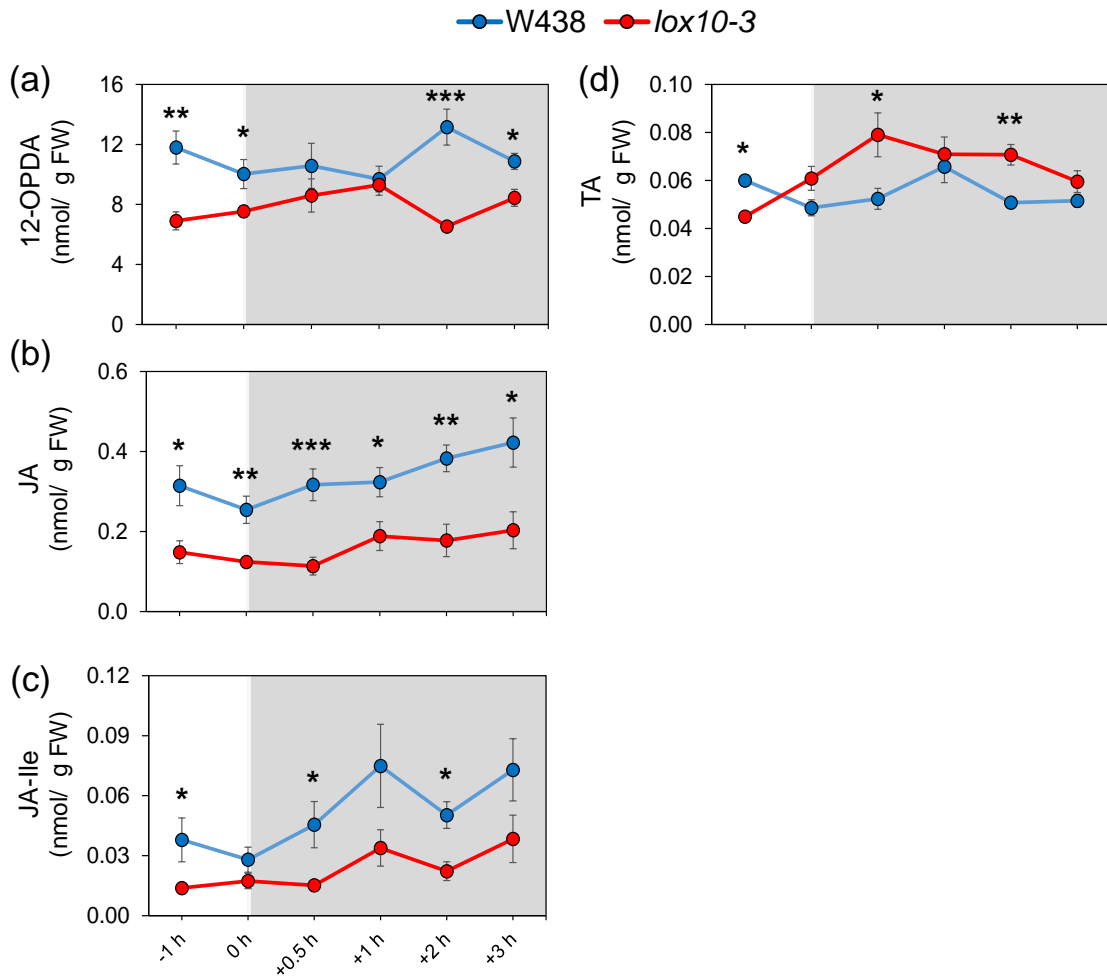 W438 lox10-3
(a)
12-OPDA
(nmol/ g FW)
16
12
8
4
0
** * *** *
(d)
TA
(nmol/ g FW)
0.10
0.08
0.06
0.04
0.02
0.00
* * **
(b)
JA
(nmol/ g FW)
0.6
0.4
0.2
0.0
* ** *** * ** *
(c)
JA-Ile
(nmol/ g FW)
0.12
0.09
0.06
0.03
0.00
* * *
-1 h
0 h
+0.5 h
+1 h
+2 h
+3 h